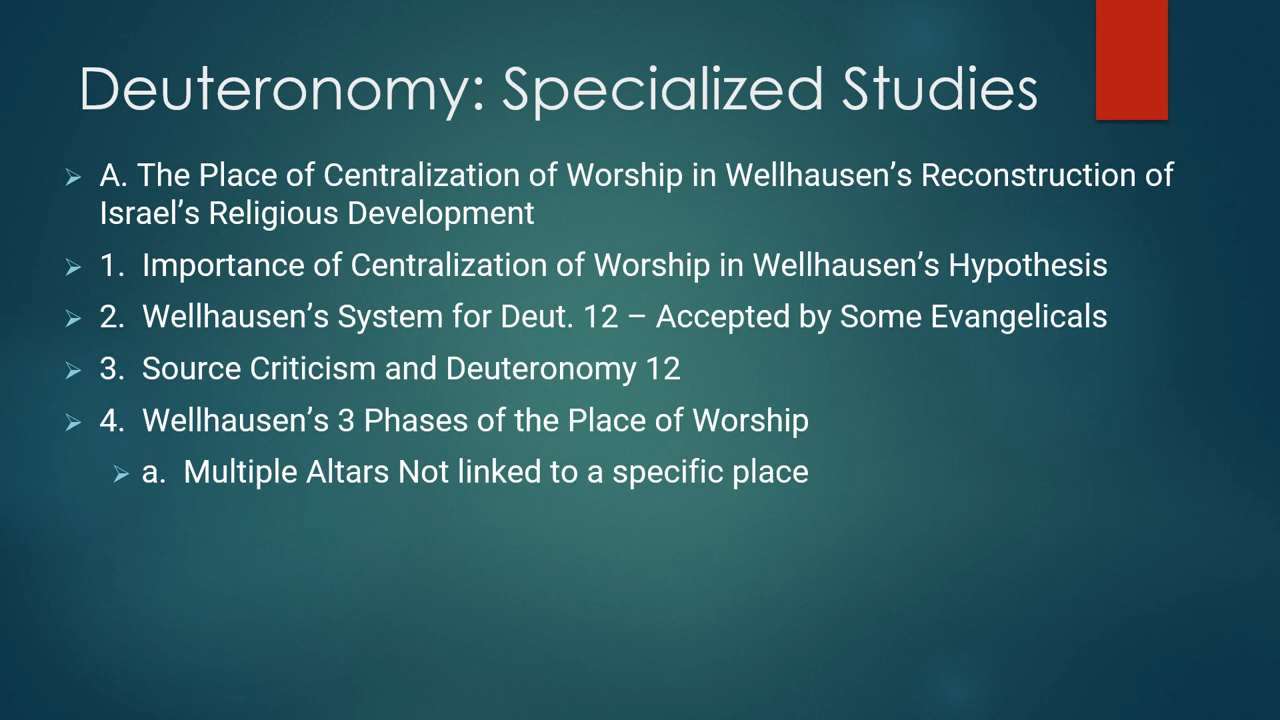 Deuteronomy: Specialized Studies
A. The Place of Centralization of Worship in Wellhausen’s Reconstruction of
Israel’s Religious Development
1. Importance of Centralization of Worship in Wellhausen’s Hypothesis
2. Wellhausen’s System for Deut. 12 – Accepted by Some Evangelicals
3. Source Criticism and Deuteronomy 12
4. Wellhausen’s 3 Phases of the Place of Worship
a. Multiple Altars Not linked to a specific place